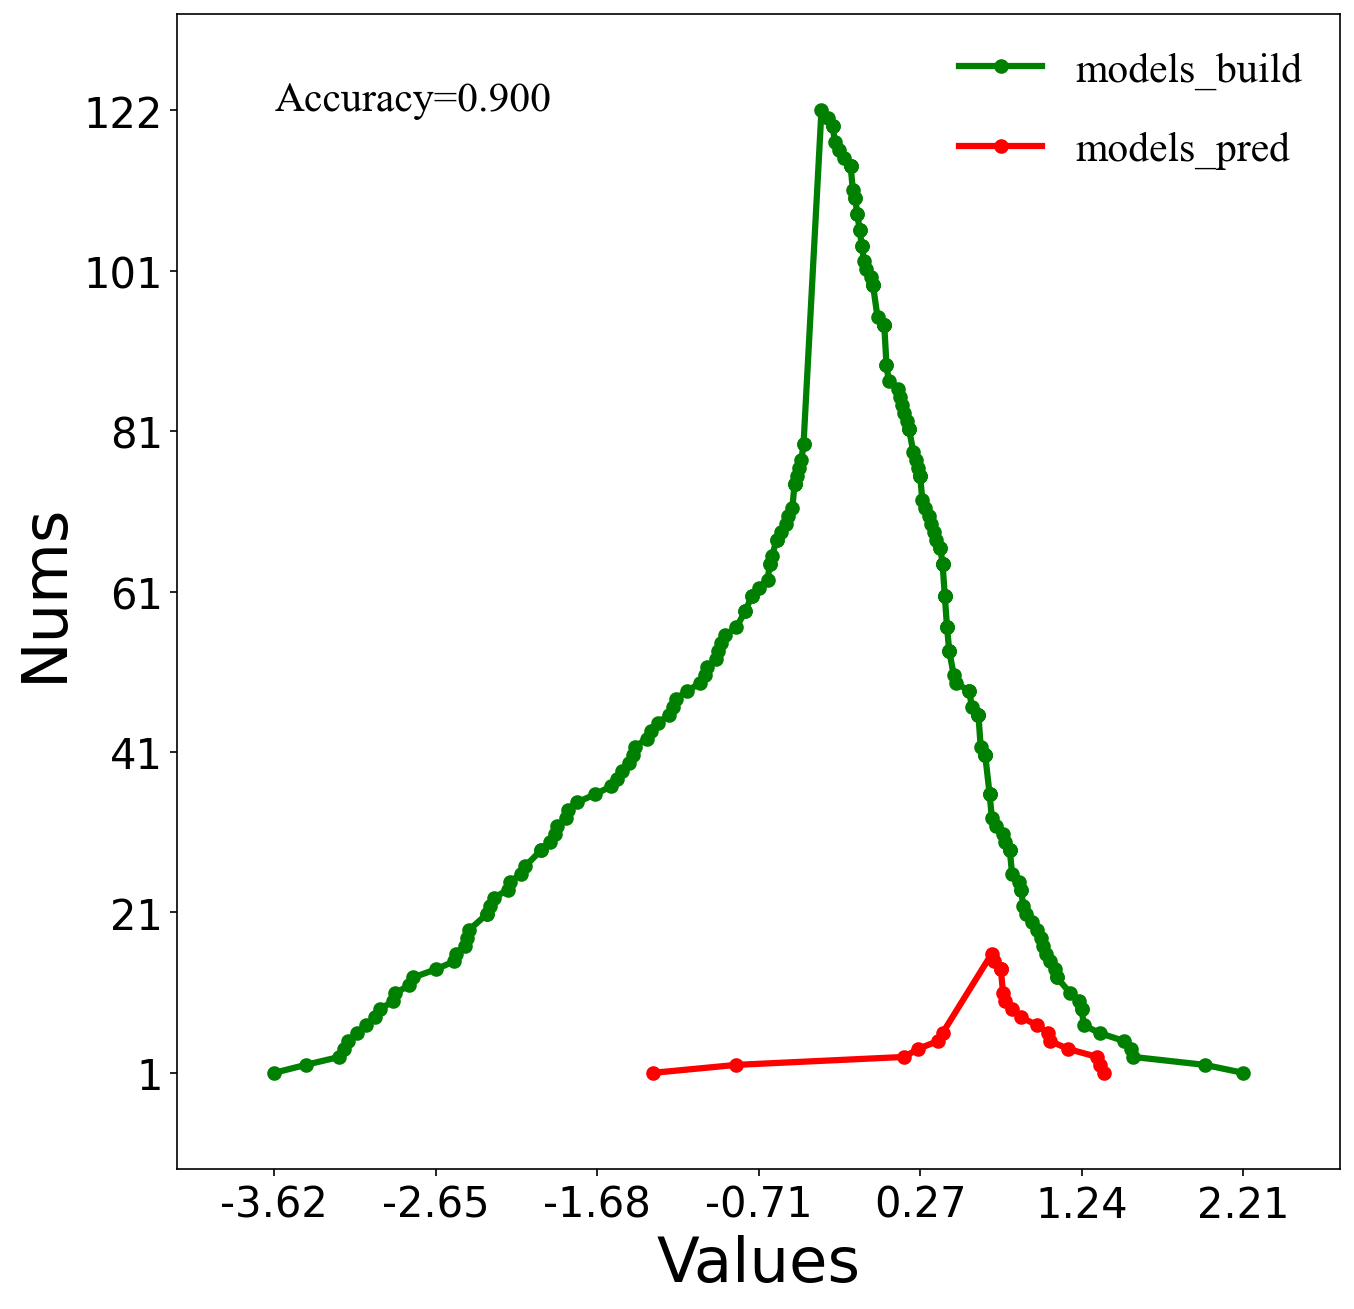 models_build
Accuracy=0.900
models_pred
122
101
81
61
41
21
1
Nums
-3.62 -2.65 -1.68 -0.71 0.27 1.24 2.21
Values